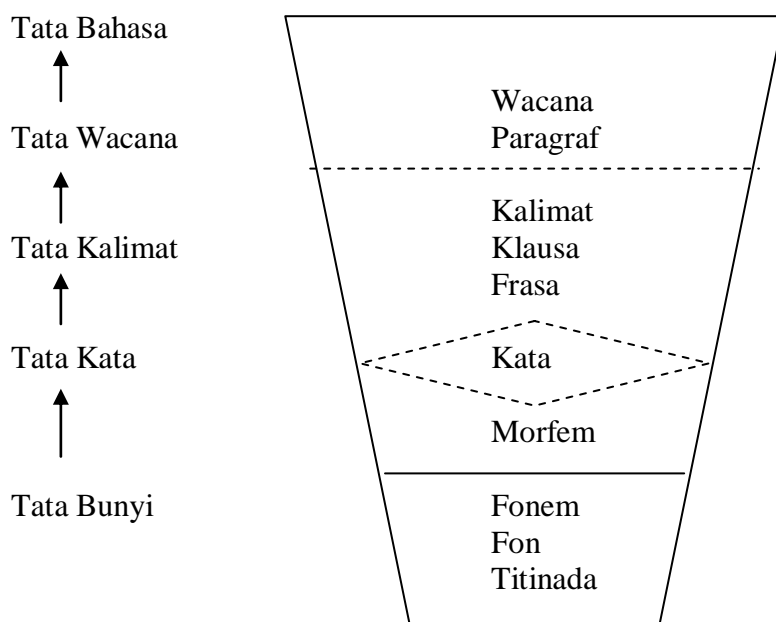 Tata Bahasa
Wacana
Tata Wacana
Paragraf
Kalimat
Tata Kalimat
Klausa
Frasa
Tata Kata
Kata
Morfem
Tata Bunyi
Fonem
Fon
Titinada